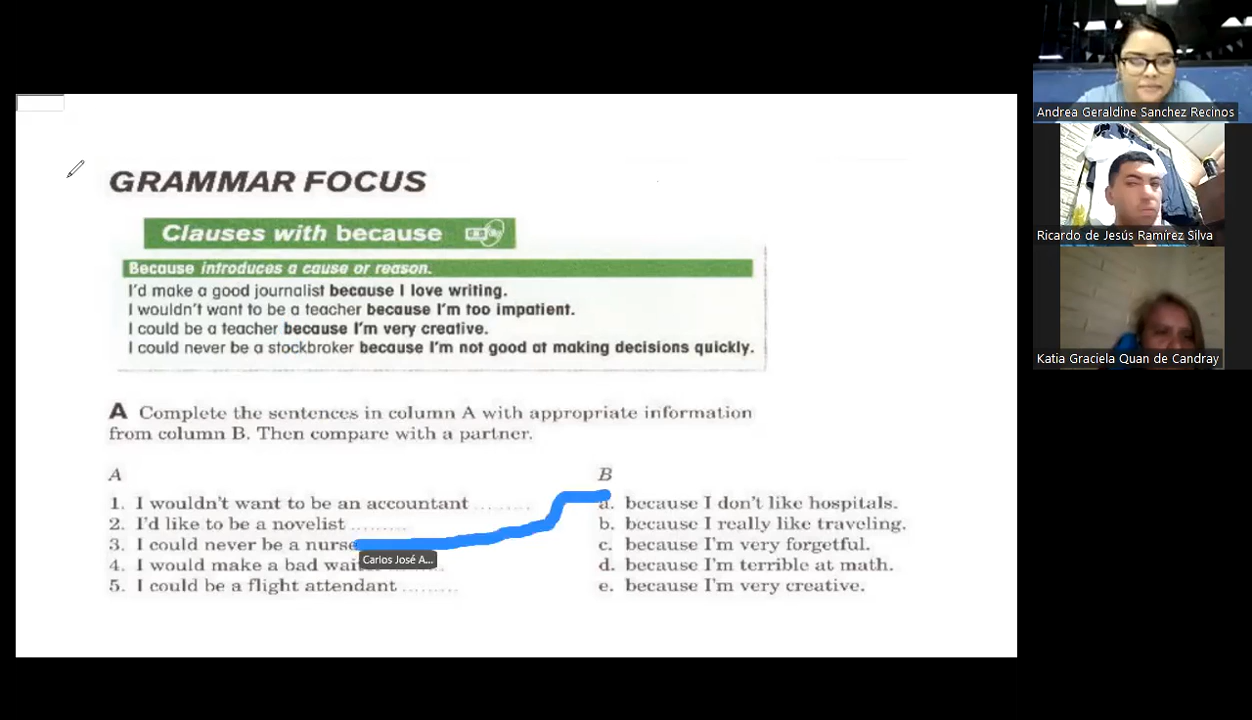 GRAMMAR FOCUS
Clauses with because
Because introduces a cause or reason.
I'd make a good journalist because I love writing.
I wouldn't want to be a teacher because I'm too impatient.
I could be a teacher because I'm very creative.
I could never be a stockbroker because I'm not good at making decisions quickly.
A Complete the sentences in column A with appropriate information
from column B. Then compare with a partner.
A
1. I wouldn't want to be an accountant ........
2. I'd like to be a novelist ........
3. I could never be a nurse
4. I would make a bad wai
5. I could be a flight attendant ........
B
a. because I don't like hospitals.
b. because I really like traveling.
c. because I'm very forgetful.
d. because I'm terrible at math.
e. because I'm very creative.
Carlos José A...
Andrea Geraldine Sanchez Recinos
Ricardo de Jesús Ramírez Silva
Katia Graciela Quan de Candray